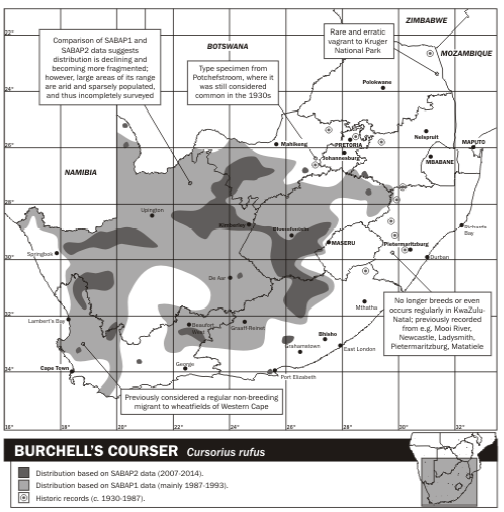 ZIMBABWE
Comparison of SABAP1 and
SABAP2 data suggests
distribution is declining and
becoming more fragmented;
however, large areas of its range
are arid and sparsely populated,
and thus incompletely surveyed
BOTSWANA
Rare and erratic
vagrant to Kruger
National Park
MOZAMBIQUE
Type specimen from
Potchefstroom, where it
was still considered
common in the 1930s
22°
24°
Polokwane
26°
Mahikeng
PRETORIA
Johannesburg
Nelspruit
MAPUTO
MBABANE
NAMIBIA
28°
Upington
Kimberley
Bloemfontein
MASERU
Richards
Bay
Pietermaritzburg
Durban
Springbok
30°
De Aar
No longer breeds or even
occurs regularly in KwaZulu-
Natal; previously recorded
from e.g. Mooi River,
Newcastle, Ladysmith,
Pietermaritzburg, Matatiele
Mthatha
32°
Lambert's Bay
Beaufort
West
Graaff-Reinet
Bhisho
Grahamstown
East London
George
Port Elizabeth
Cape Town
34°
Previously considered a regular non-breeding
migrant to wheatfields of Western Cape
16° 18° 20° 22° 24° 26° 28° 30° 32°
BURCHELL'S COURSER Cursorius rufus
Distribution based on SABAP2 data (2007-2014).
Distribution based on SABAP1 data (mainly 1987-1993).
Historic records (c. 1930-1987).